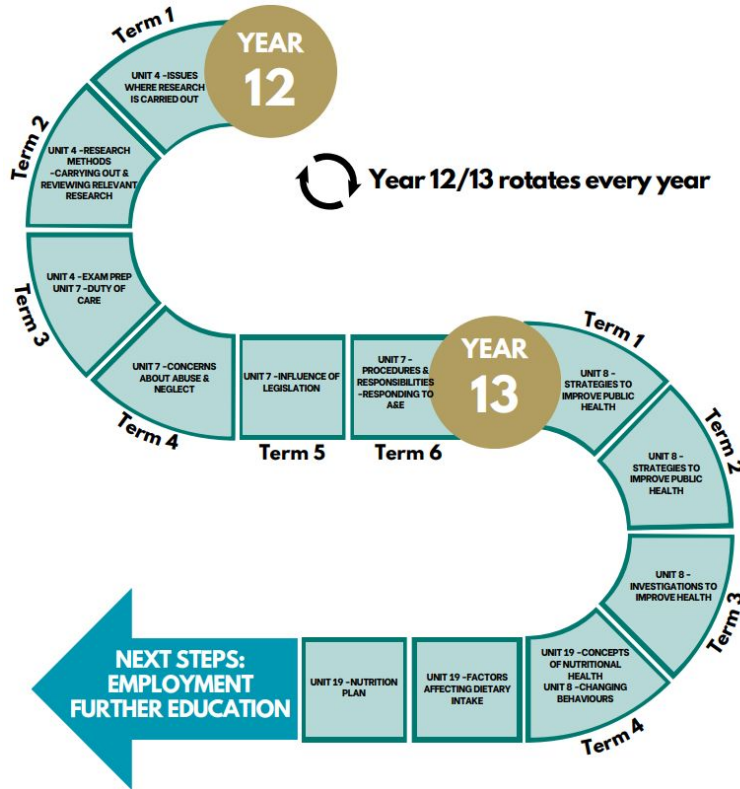 Term 1
YEAR
12
UNIT 4 -ISSUES
WHERE RESEARCH
IS CARRIED OUT
Term 2
UNIT 4 -RESEARCH
METHODS
-CARRYING OUT &
REVIEWING RELEVANT
RESEARCH
Year 12/13 rotates every year
Term 3
UNIT 4 -EXAM PREP
UNIT 7 -DUTY OF
CARE
Term 4
UNIT 7 -CONCERNS
ABOUT ABUSE &
NEGLECT
UNIT 7 -INFLUENCE OF
LEGISLATION
Term 5
UNIT 7 -
PROCEDURES &
RESPONSIBILITIES
-RESPONDING TO
A&E
Term 6
YEAR
13
Term 1
UNIT 8 -
STRATEGIES TO
IMPROVE PUBLIC
HEALTH
Term 2
UNIT 8 -
STRATEGIES TO
IMPROVE PUBLIC
HEALTH
Term 3
UNIT 8 -
INVESTIGATIONS TO
IMPROVE HEALTH
UNIT 19 -CONCEPTS
OF NUTRITIONAL
HEALTH
UNIT 8 -CHANGING
BEHAVIOURS
Term 4
UNIT 19 -FACTORS
AFFECTING DIETARY
INTAKE
UNIT 19 -NUTRITION
PLAN
NEXT STEPS:
EMPLOYMENT
FURTHER EDUCATION